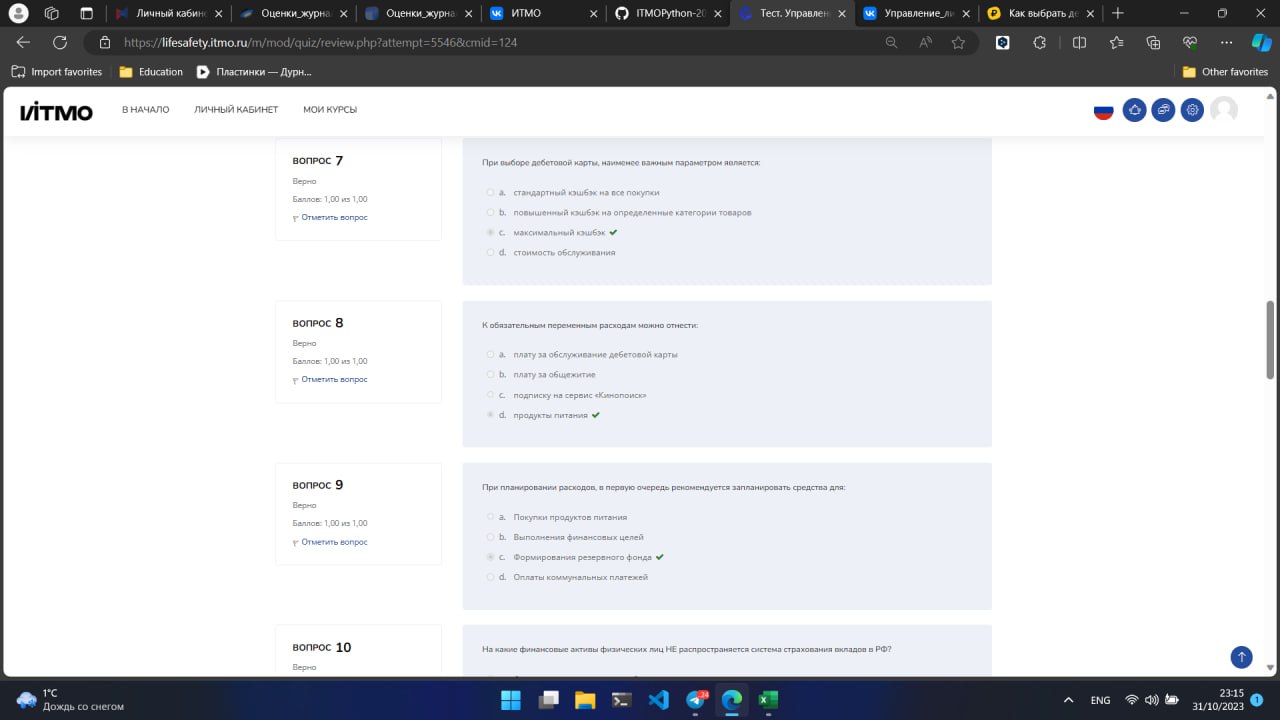 Личный кабин
Оценки_журна
Оценки_журна
ИТМО
ITMOPython-20
Тест. Управлен
Управление_ли
Как выбрать де
https://lifesafety.itmo.ru/m/mod/quiz/review.php?attempt=5546&cmid=124
Import favorites
Education
Пластинки — Дурн...
Other favorites
ИТМО
В НАЧАЛО
ЛИЧНЫЙ КАБИНЕТ
МОИ КУРСЫ
ВОПРОС 7
Верно
Баллов: 1,00 из 1,00
Отметить вопрос
При выборе дебетовой карты, наименее важным параметром является:
a. стандартный кэшбэк на все покупки
b. повышенный кэшбэк на определенные категории товаров
c. максимальный кэшбэк
d. стоимость обслуживания
ВОПРОС 8
Верно
Баллов: 1,00 из 1,00
Отметить вопрос
К обязательным переменным расходам можно отнести:
a. плату за обслуживание дебетовой карты
b. плату за общежитие
c. подписку на сервис «Кинопоиск»
d. продукты питания
ВОПРОС 9
Верно
Баллов: 1,00 из 1,00
Отметить вопрос
При планировании расходов, в первую очередь рекомендуется запланировать средства для:
a. Покупки продуктов питания
b. Выполнения финансовых целей
c. Формирования резервного фонда
d. Оплаты коммунальных платежей
ВОПРОС 10
Верно
На какие финансовые активы физических лиц НЕ распространяется система страхования вкладов в РФ?
1°C
Дождь со снегом
ENG
23:15
31/10/2023